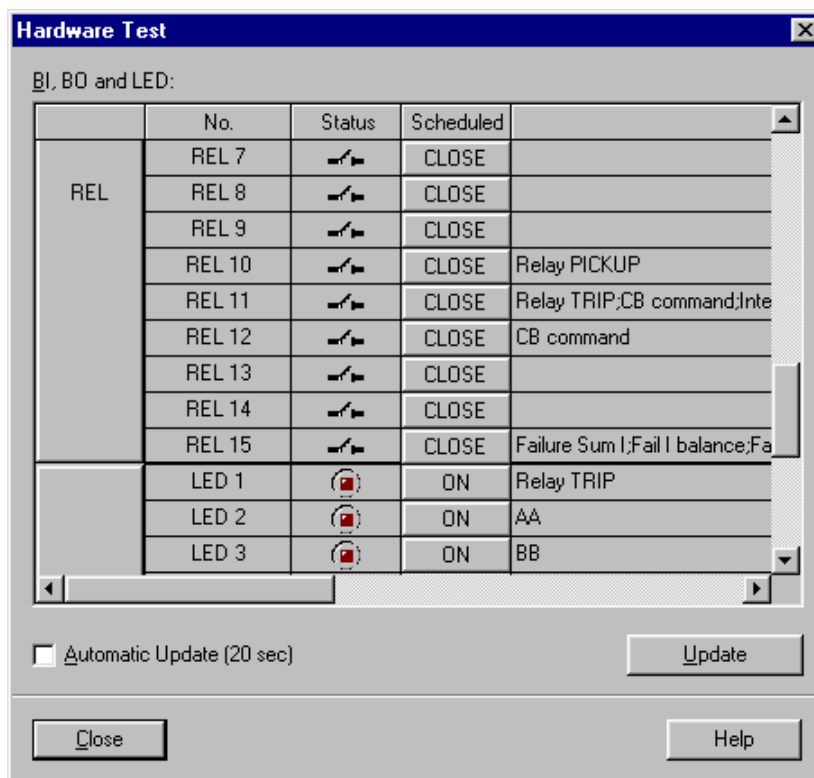 Hardware Test
BI, BO and LED:
No. Status Scheduled
REL 7 CLOSE
REL REL 8 CLOSE
REL 9 CLOSE
REL 10 CLOSE Relay PICKUP
REL 11 CLOSE Relay TRIP;CB command;Inte
REL 12 CLOSE CB command
REL 13 CLOSE
REL 14 CLOSE
REL 15 CLOSE Failure Sum I;Fail I balance;Fa
LED 1 ON Relay TRIP
LED 2 ON AA
LED 3 ON BB
Automatic Update (20 sec) Update
Close Help